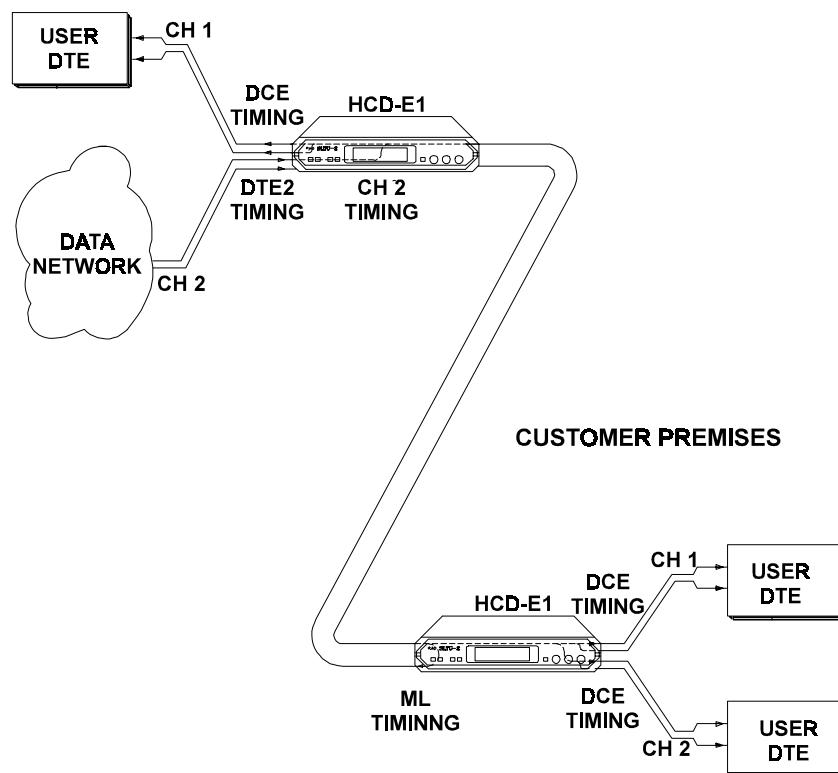 USER
DTE
CH 1
DCE
TIMING
HCD-E1
DTE2
TIMING
CH 2
TIMING
DATA
NETWORK
CH 2
CUSTOMER PREMISES
CH 1
USER
DTE
DCE
TIMING
HCD-E1
ML
TIMINNG
DCE
TIMING
CH 2
USER
DTE